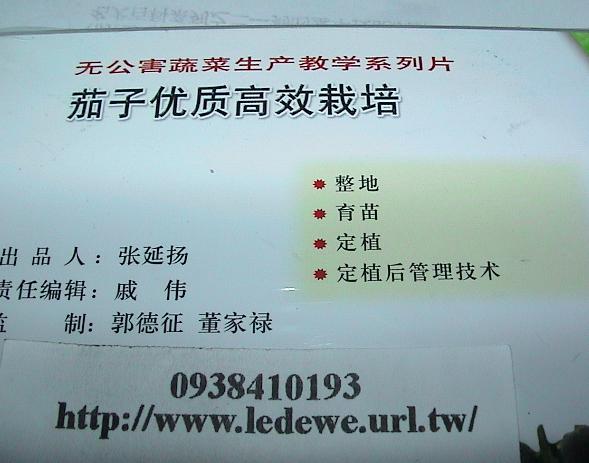 无公害蔬菜生产教学系列片
茄子优质高效栽培
整地
育苗
定植
定植后管理技术
出品人：张延扬
责任编辑：戚 伟
监 制：郭德征 董家禄
0938410193
http://www.ledewe.url.tw/